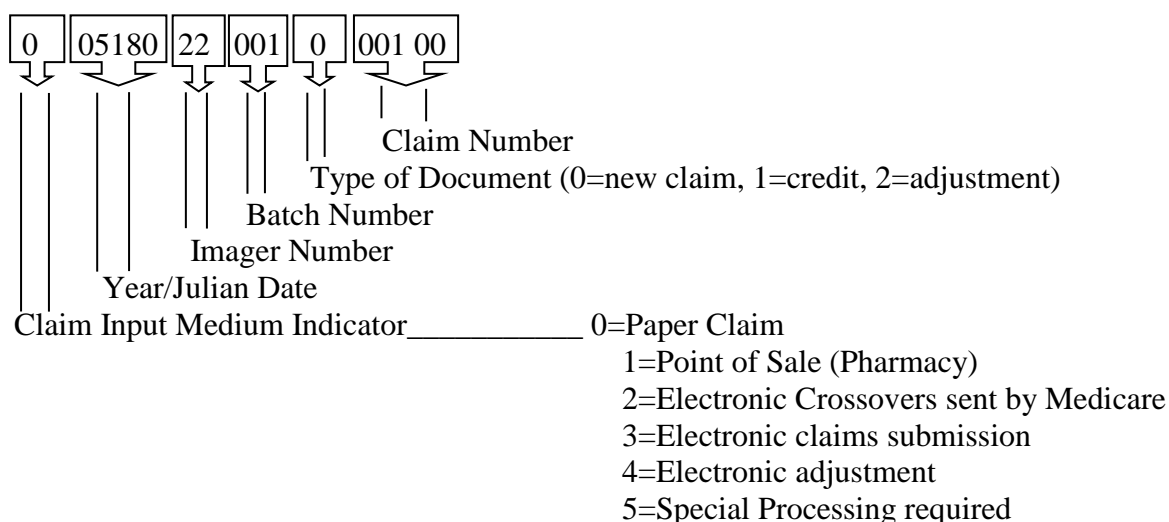 0 05180 22 001 0 001 00
Claim Number
Type of Document (0=new claim, 1=credit, 2=adjustment)
Batch Number
Imager Number
Year/Julian Date
Claim Input Medium Indicator___________ 0=Paper Claim
1=Point of Sale (Pharmacy)
2=Electronic Crossovers sent by Medicare
3=Electronic claims submission
4=Electronic adjustment
5=Special Processing required